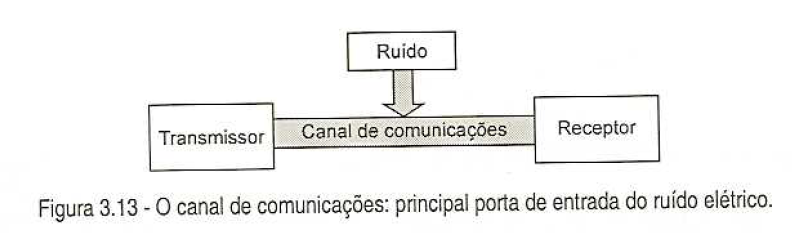 Ruído
Transmissor
Canal de comunicações
Receptor
Figura 3.13 - O canal de comunicações: principal porta de entrada do ruído elétrico.